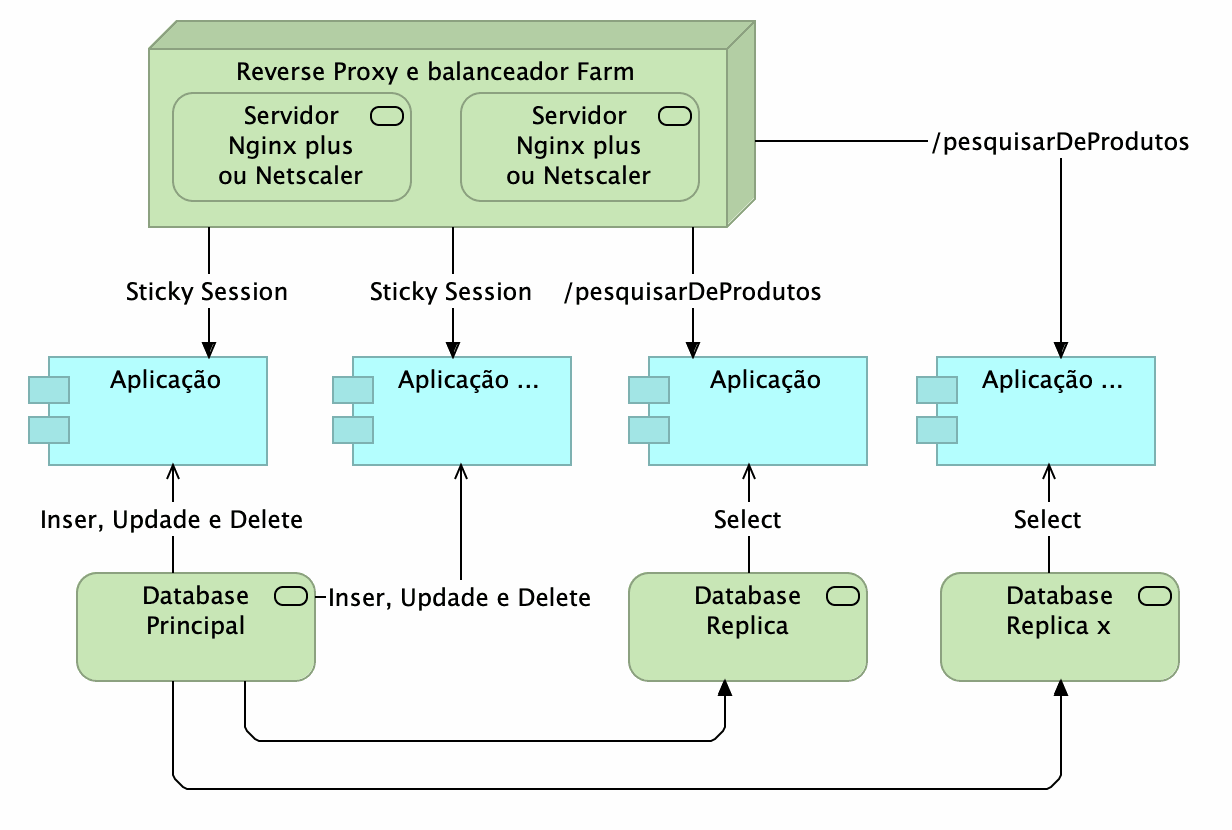 Reverse Proxy e balanceador Farm
Servidor
Nginx plus
ou Netscaler
Servidor
Nginx plus
ou Netscaler
/pesquisarDeProdutos
Sticky Session
Sticky Session
/pesquisarDeProdutos
Aplicação
Aplicação ...
Aplicação
Aplicação ...
Inser, Updade e Delete
Select
Select
Database
Principal
Inser, Updade e Delete
Database
Replica
Database
Replica x